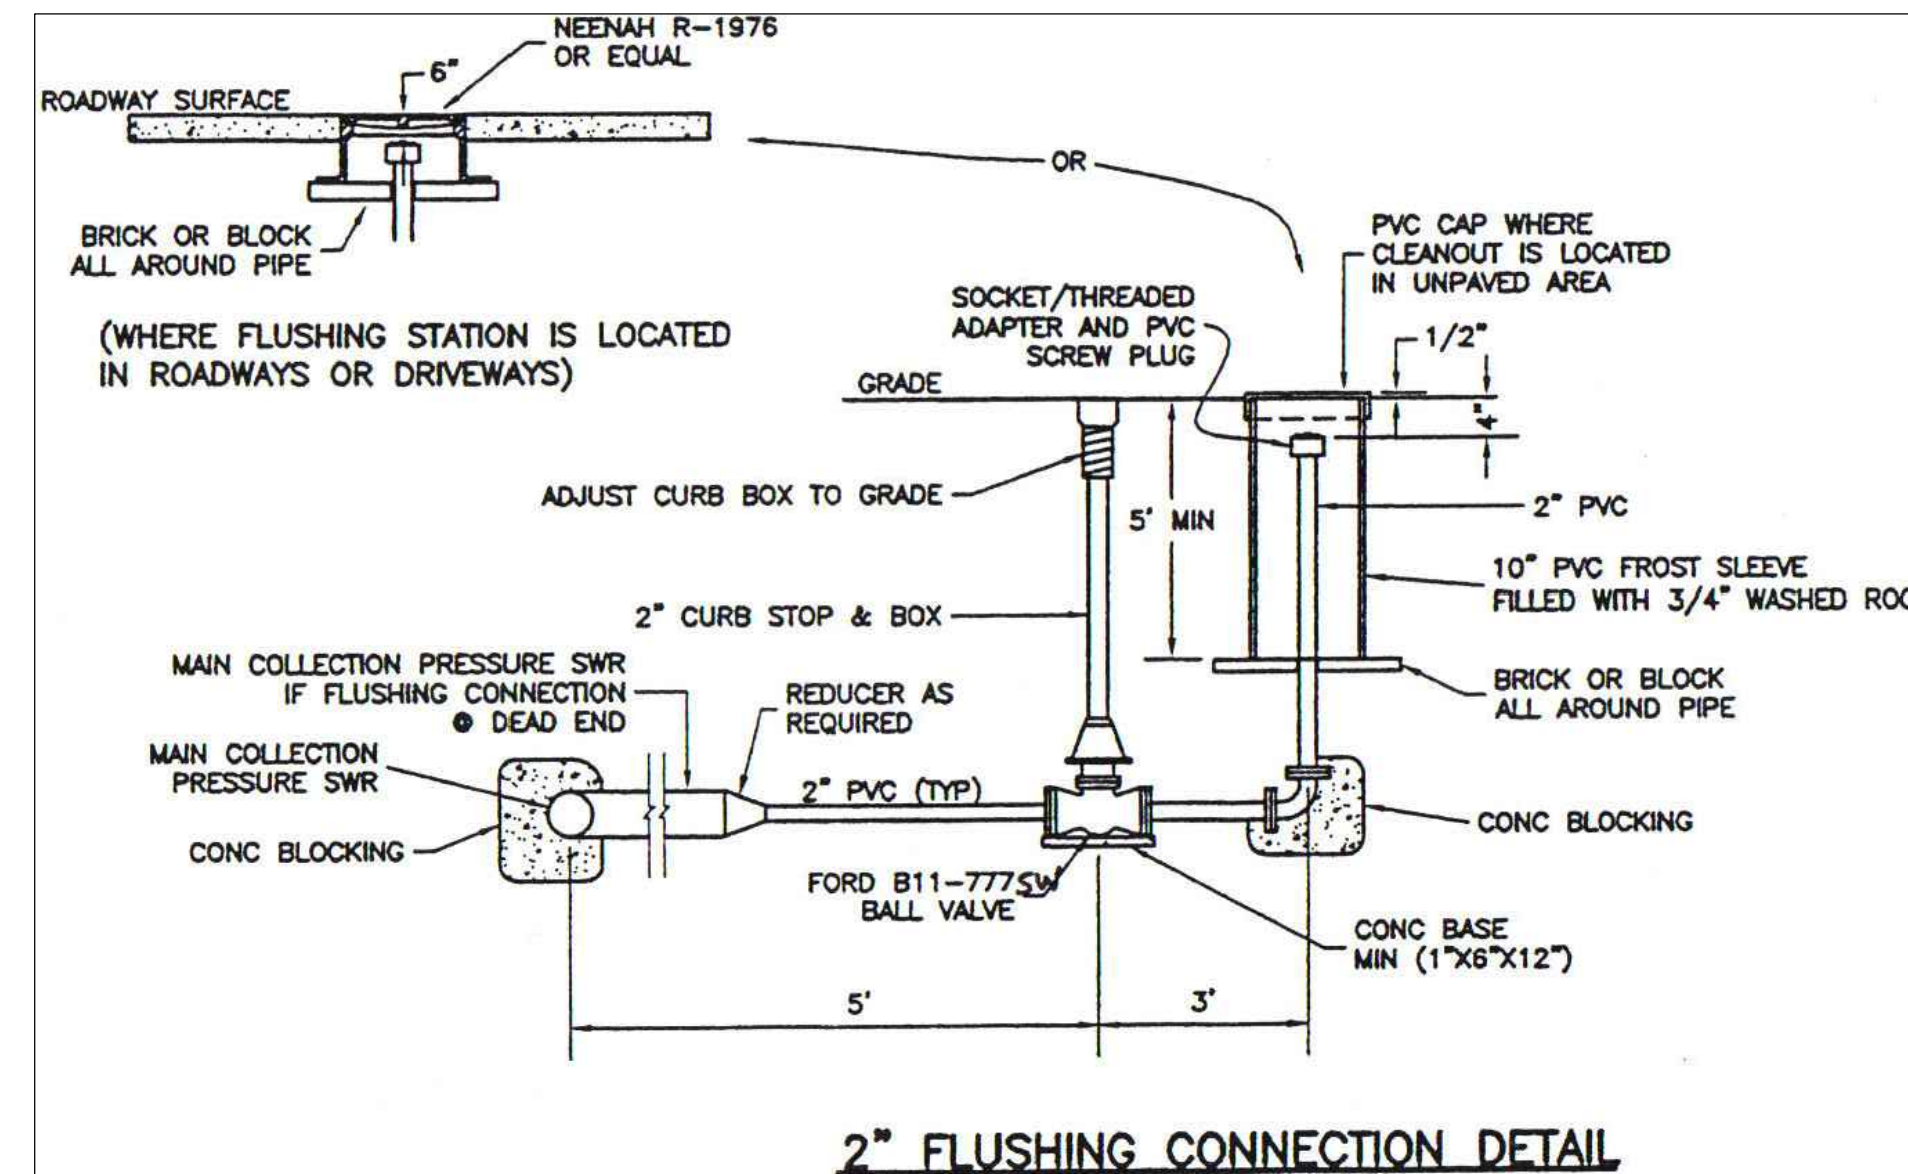 NEENAH R-1976
OR EQUAL
6"
ROADWAY SURFACE
OR
BRICK OR BLOCK
ALL AROUND PIPE
PVC CAP WHERE
CLEANOUT IS LOCATED
IN UNPAVED AREA
SOCKET/THREADED
ADAPTER AND PVC
SCREW PLUG
(WHERE FLUSHING STATION IS LOCATED
IN ROADWAYS OR DRIVEWAYS)
1/2"
GRADE
4"
ADJUST CURB BOX TO GRADE
5' MIN
2" PVC
10" PVC FROST SLEEVE
FILLED WITH 3/4" WASHED
2" CURB STOP & BOX
MAIN COLLECTION PRESSURE SWR
IF FLUSHING CONNECTION
@ DEAD END
REDUCER AS
REQUIRED
BRICK OR BLOCK
ALL AROUND PIPE
MAIN COLLECTION
PRESSURE SWR
2" PVC (TYP)
CONC BLOCKING
CONC BLOCKING
FORD B11-777SW
BALL VALVE
CONC BASE
MIN (1"X6"X12")
5'
3'
2" FLUSHING CONNECTION DETAIL